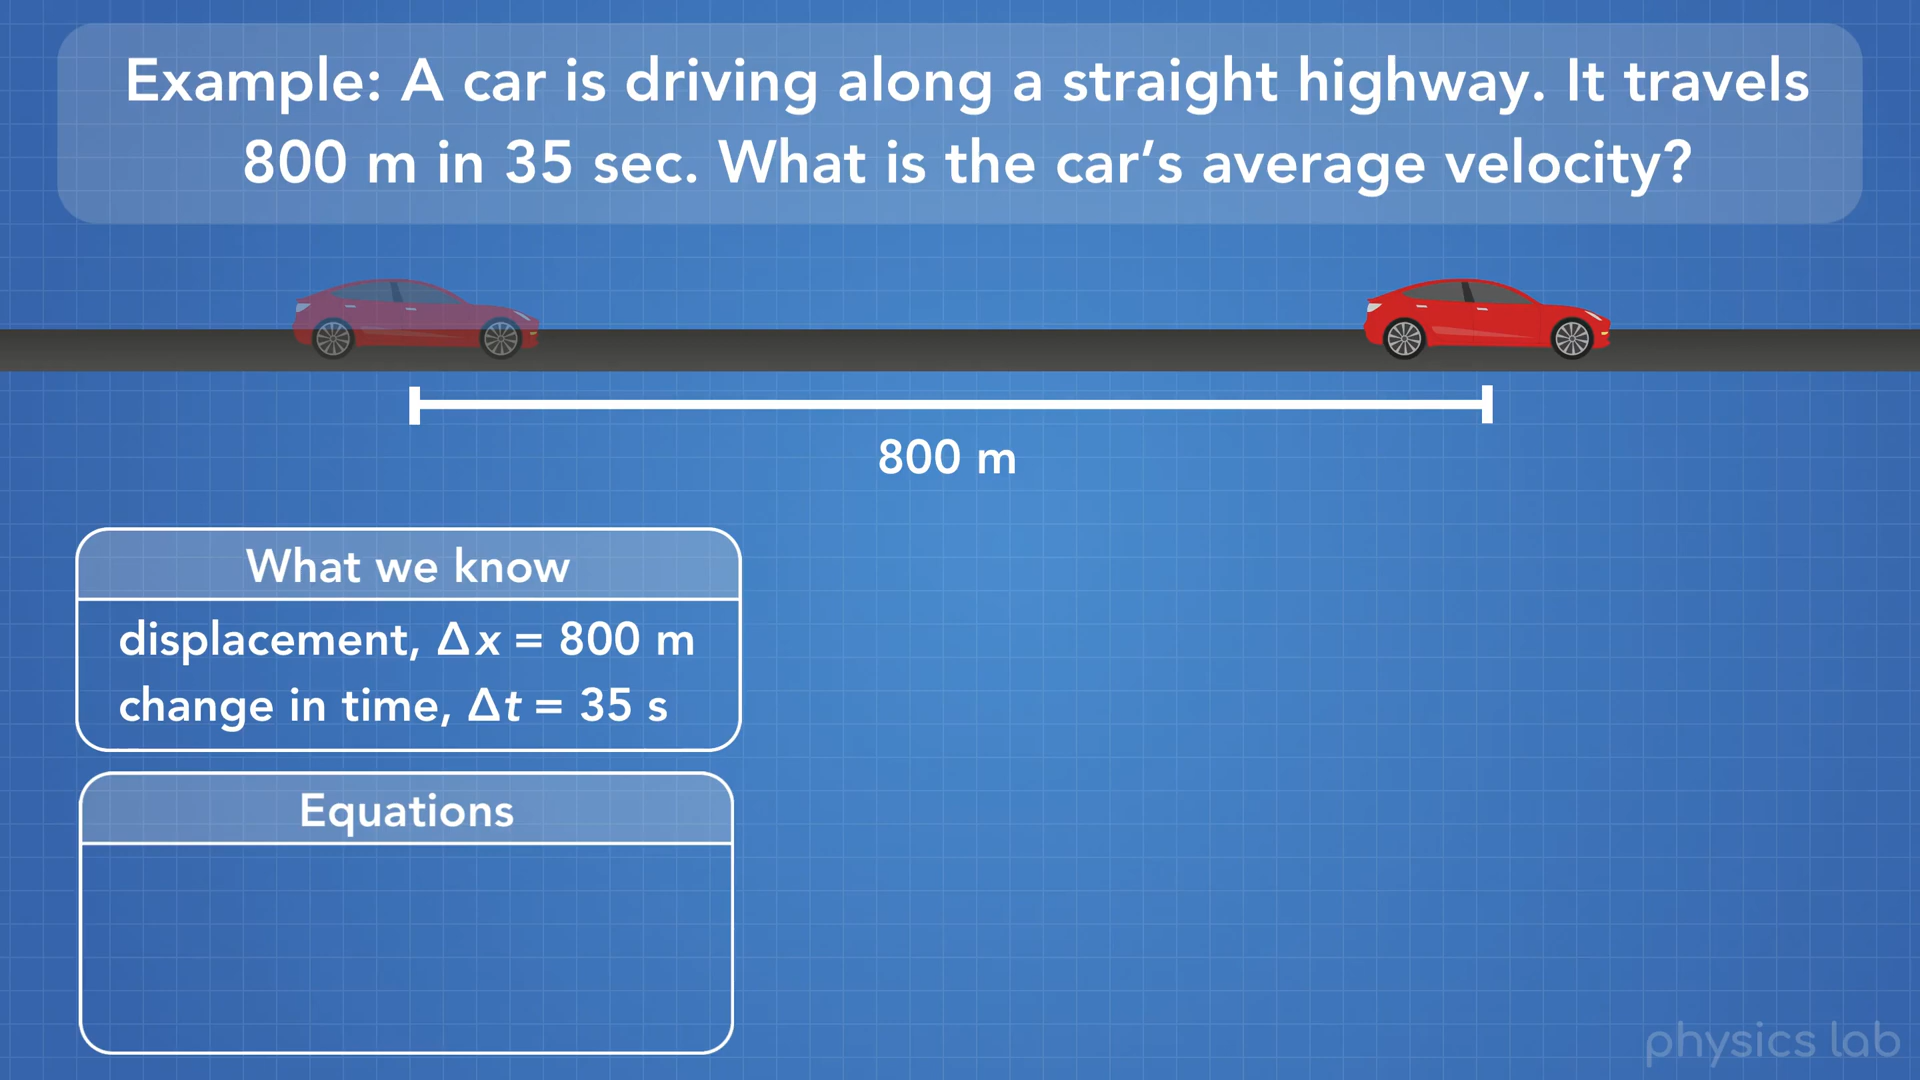 Example: A car is driving along a straight highway. It travels
800 m in 35 sec. What is the car’s average velocity?
800 m
What we know
displacement, Δx = 800 m
change in time, Δt = 35 s
Equations
physics lab